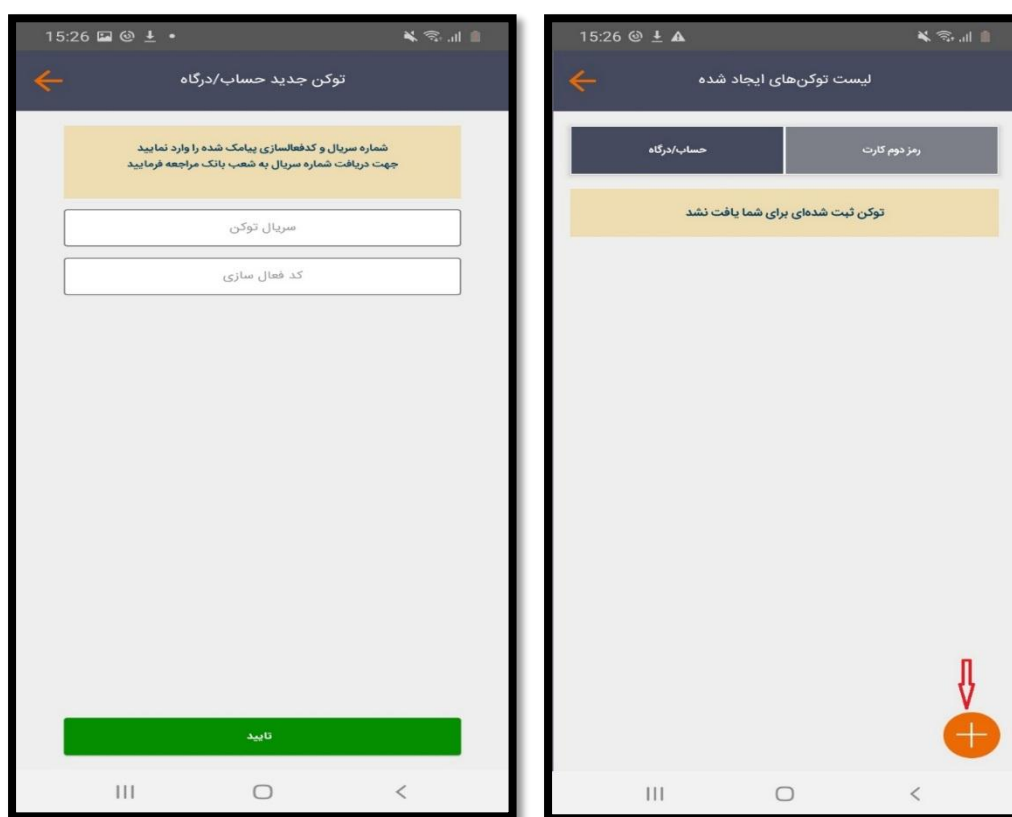 15:26
لیست توکن‌های ایجاد شده
رمز دوم کارت
حساب/درگاه
توکن ثبت شده‌ای برای شما یافت نشد
15:26
توکن جدید حساب/درگاه
شماره سریال و کدفعالسازی پیامک شده را وارد نمایید
جهت دریافت شماره سریال به شعب بانک مراجعه فرمایید
سریال توکن
کد فعال سازی
تایید